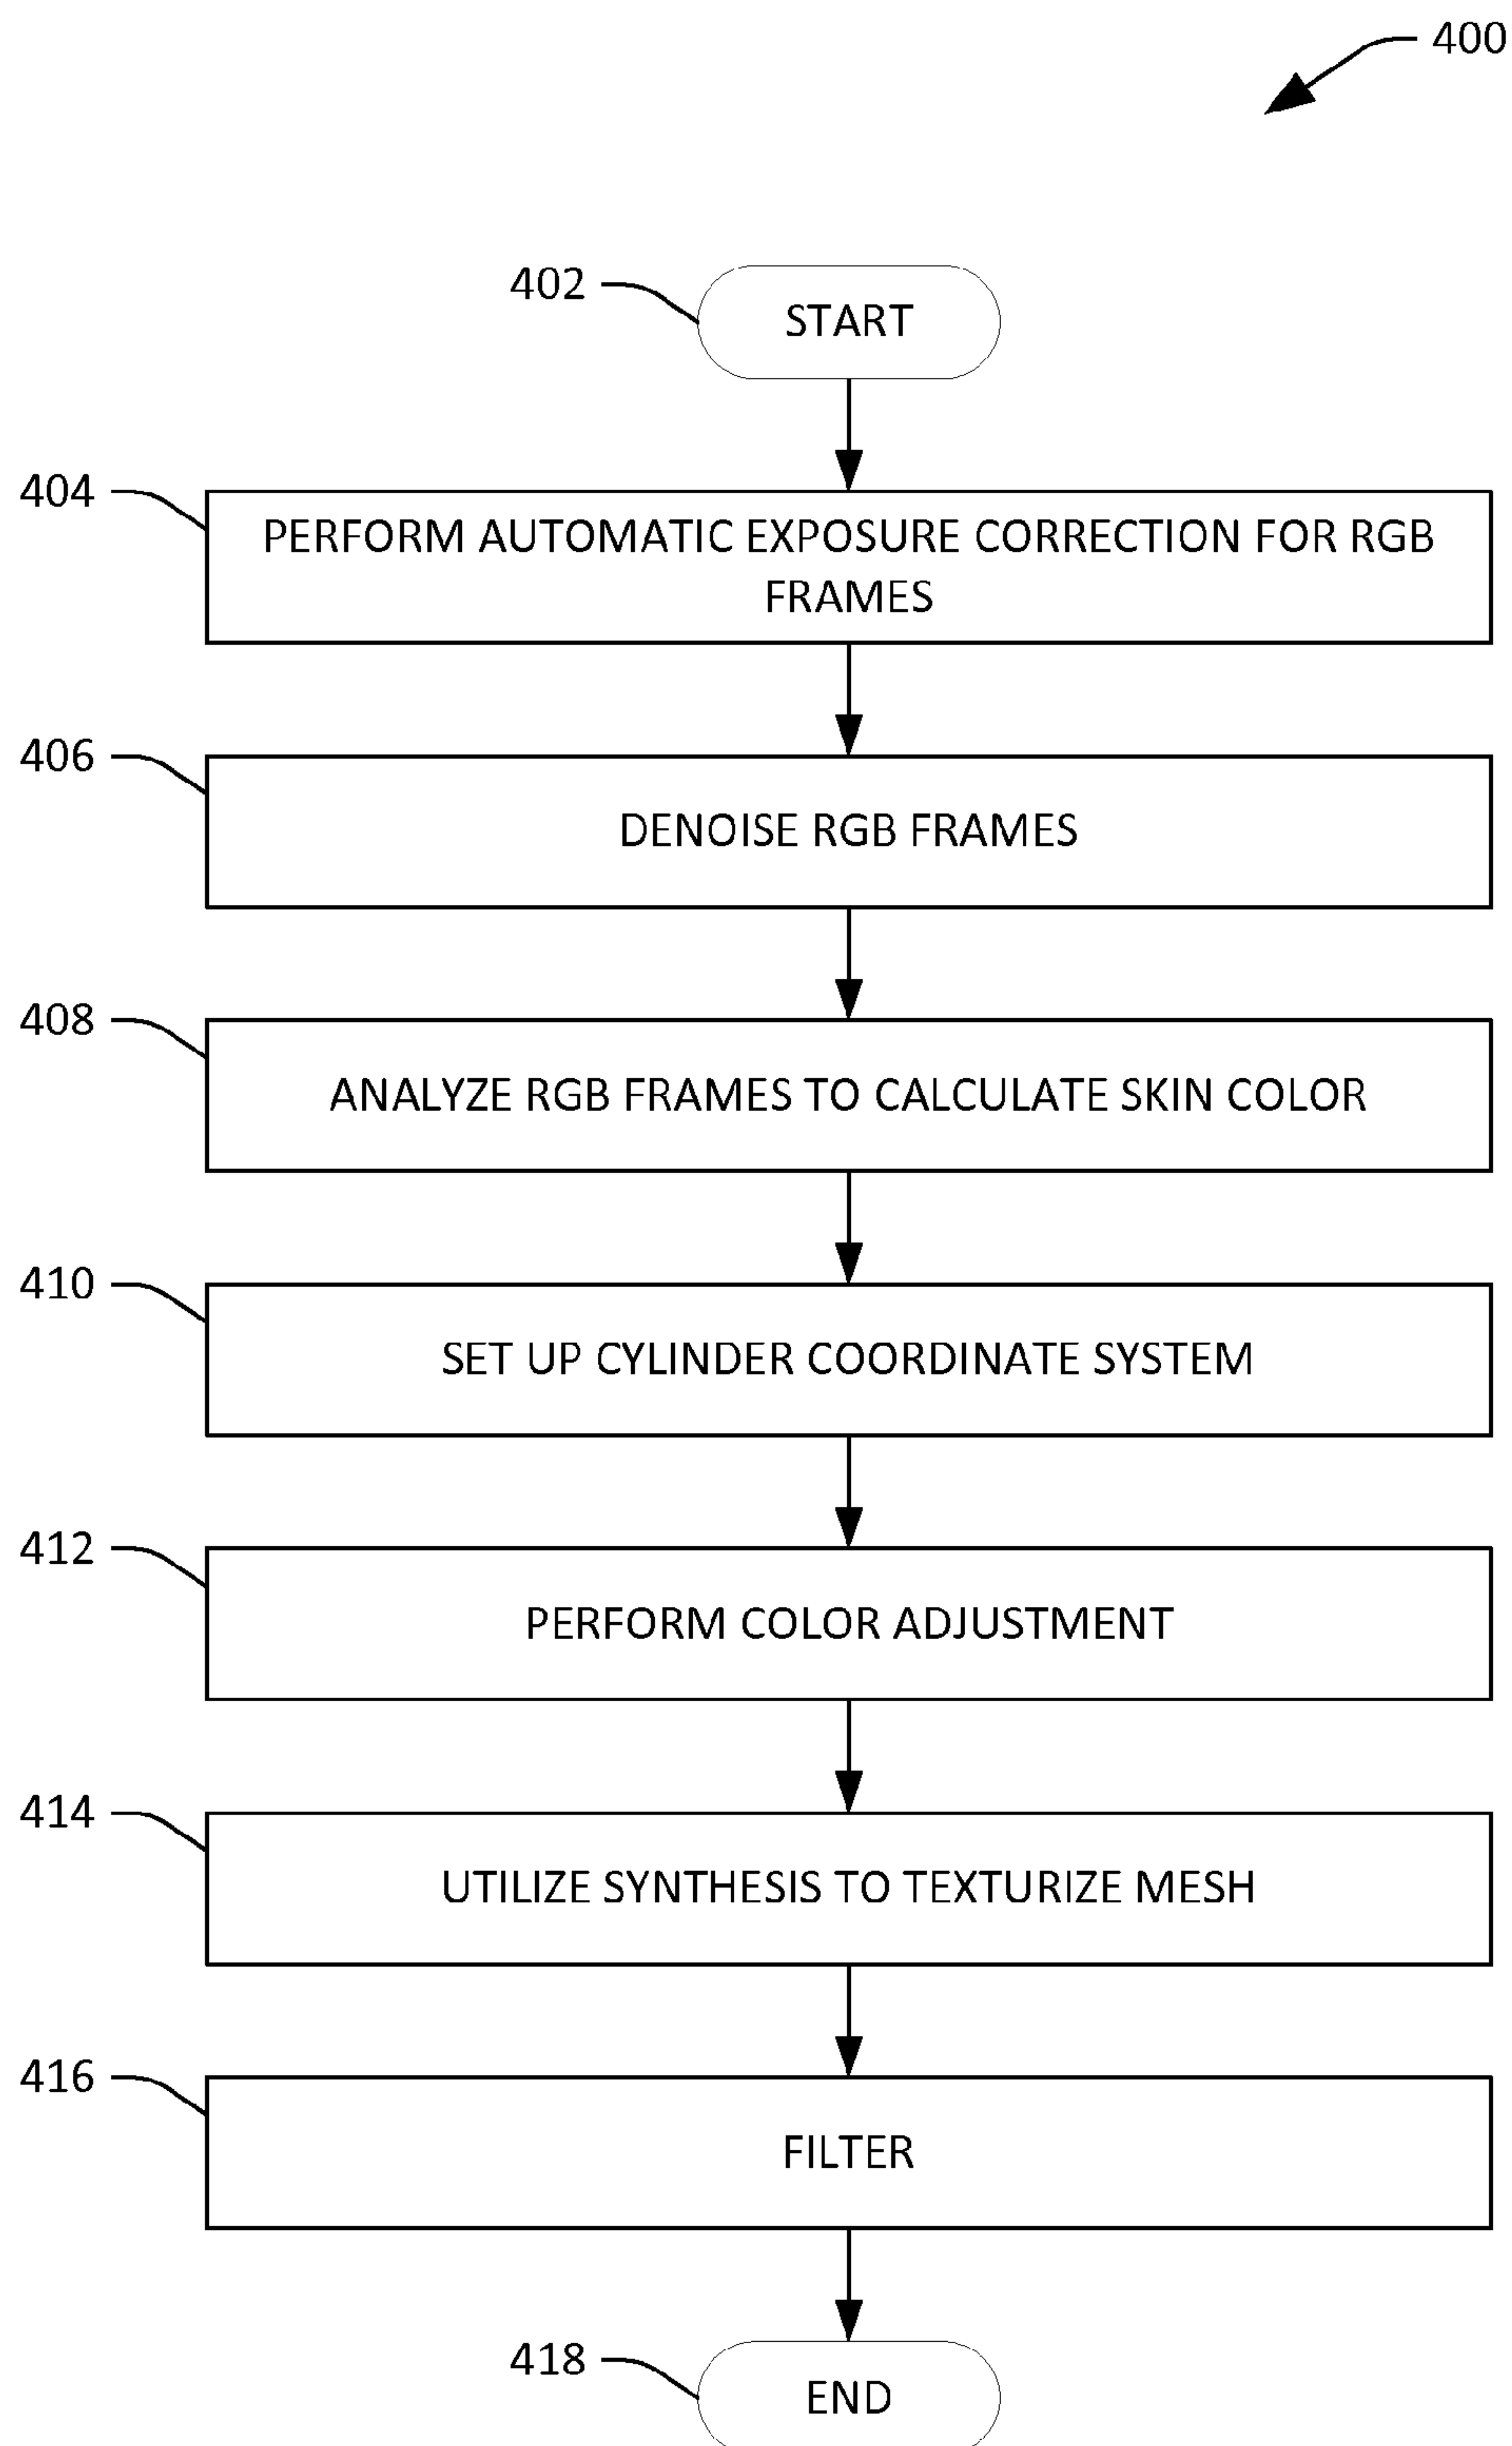 400
402
START
404
PERFORM AUTOMATIC EXPOSURE CORRECTION FOR RGB
FRAMES
406
DENOISE RGB FRAMES
408
ANALYZE RGB FRAMES TO CALCULATE SKIN COLOR
410
SET UP CYLINDER COORDINATE SYSTEM
412
PERFORM COLOR ADJUSTMENT
414
UTILIZE SYNTHESIS TO TEXTURIZE MESH
416
FILTER
418
END